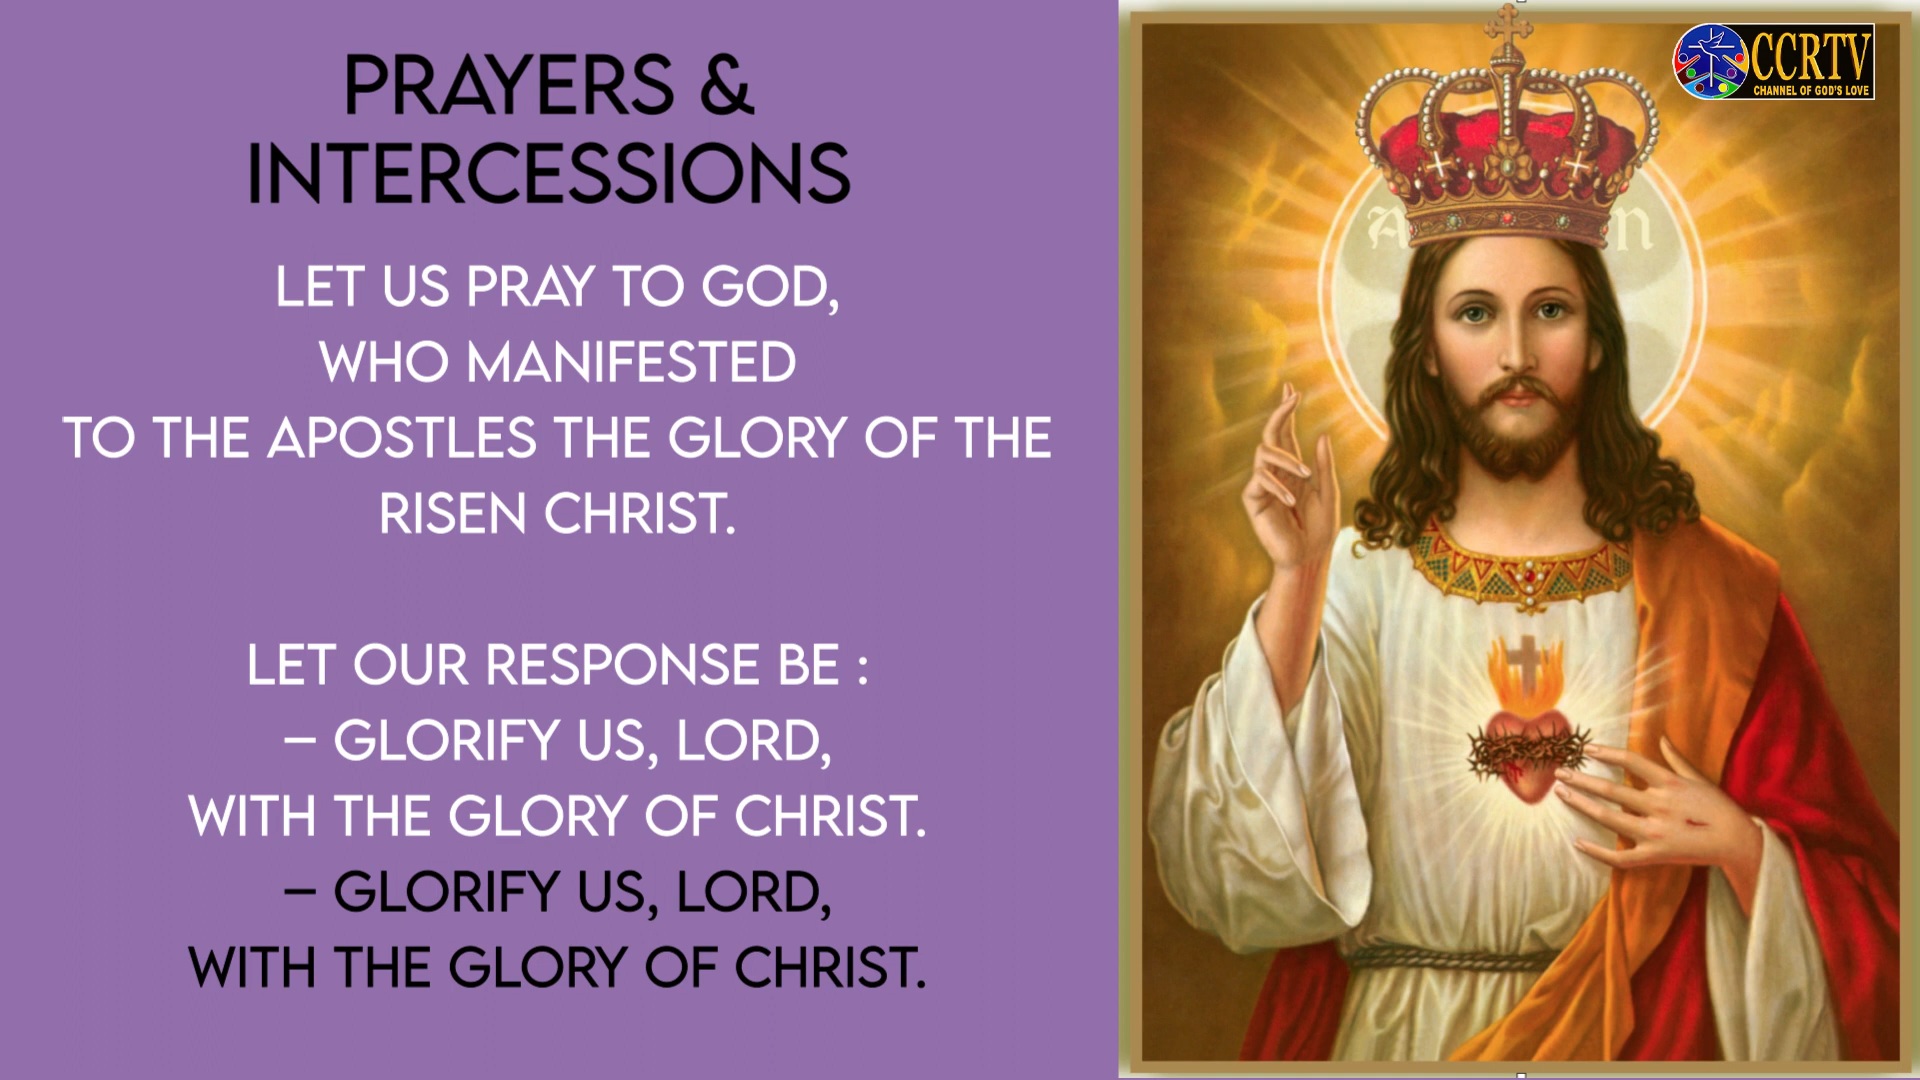 PRAYERS &
INTERCESSIONS
LET US PRAY TO GOD,
WHO MANIFESTED
TO THE APOSTLES THE GLORY OF THE
RISEN CHRIST.
LET OUR RESPONSE BE :
– GLORIFY US, LORD,
WITH THE GLORY OF CHRIST.
– GLORIFY US, LORD,
WITH THE GLORY OF CHRIST.
CCRTV
CHANNEL OF GOD'S LOVE